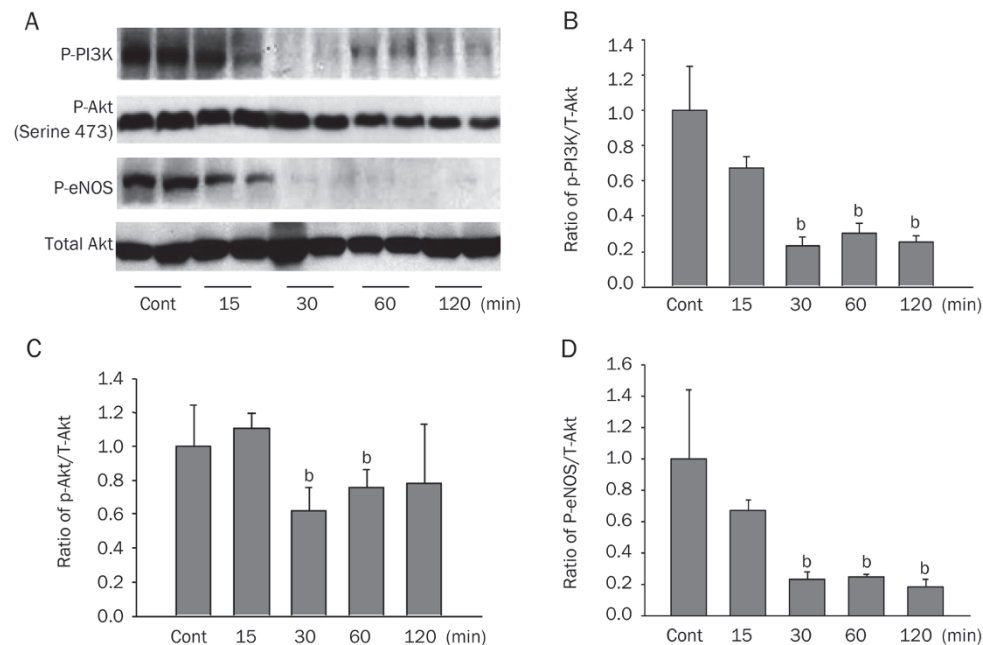 A
P-PI3K
P-Akt
(Serine 473)
P-eNOS
Total Akt
Cont 15 30 60 120 (min)
B
Ratio of p-PI3K/T-Akt
1.4
1.2
1.0
0.8
0.6
0.4
0.2
0.0
b b b
Cont 15 30 60 120 (min)
C
Ratio of p-Akt/T-Akt
1.4
1.2
1.0
0.8
0.6
0.4
0.2
0.0
b b
Cont 15 30 60 120 (min)
D
Ratio of P-eNOS/T-Akt
1.6
1.4
1.2
1.0
0.8
0.6
0.4
0.2
0.0
b b b
Cont 15 30 60 120 (min)